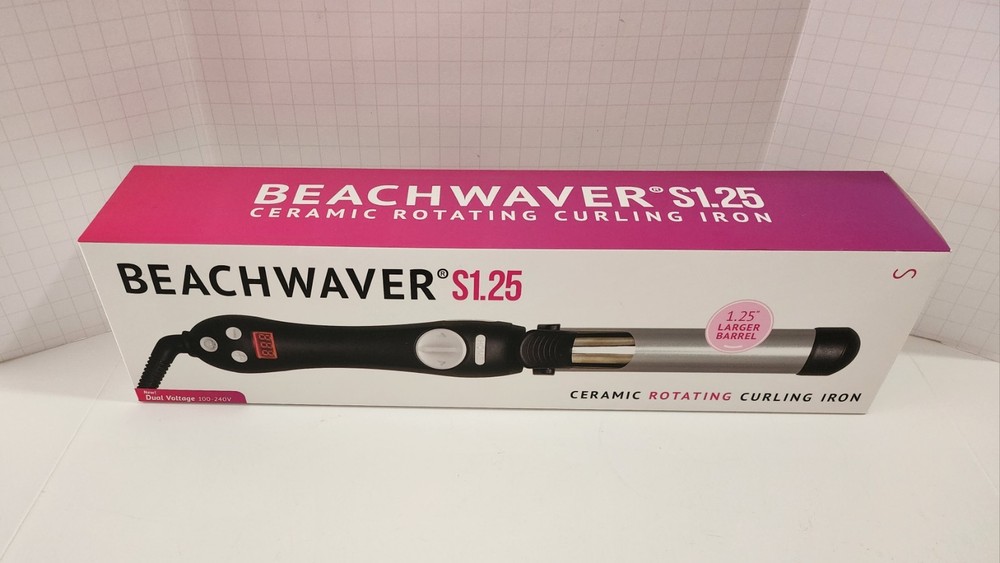 BEACHWAVER® S1.25
CERAMIC ROTATING CURLING IRON
BEACHWAVER® S1.25
1.25"
LARGER
BARREL
New!
Dual Voltage 100-240V
CERAMIC ROTATING CURLING IRON